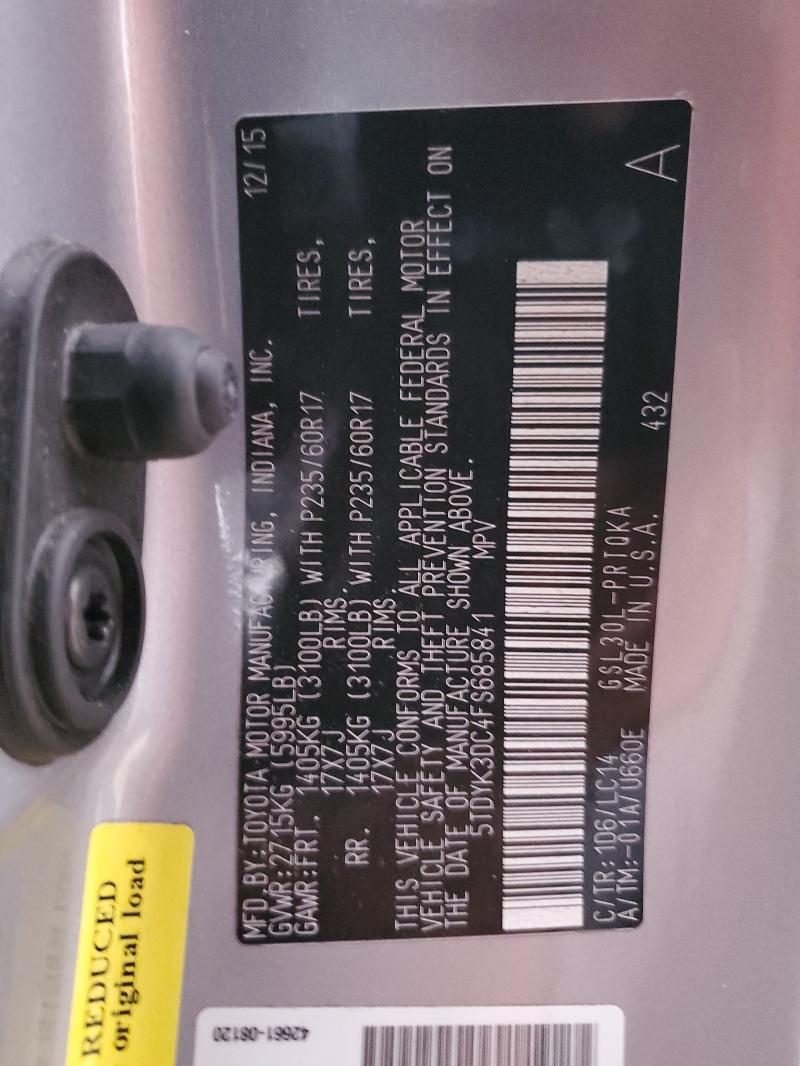 MFD BY:TOYOTA MOTOR MANUFACTURING, INDIANA, INC. 12/15
GVWR:2715KG (5995LB)
GAWR:FRT. 1405KG (3100LB) WITH P235/60R17 TIRES,
17X7J RIMS.
RR. 1405KG (3100LB) WITH P235/60R17 TIRES,
17X7J RIMS.
THIS VEHICLE CONFORMS TO ALL APPLICABLE FEDERAL MOTOR
VEHICLE SAFETY AND THEFT PREVENTION STANDARDS IN EFFECT ON
THE DATE OF MANUFACTURE SHOWN ABOVE.
5TDYK3DC4FS685841 MPV
C/TR:1D6/LC14 GSL30L-PRTQKA
A/TM:-01A/U660E MADE IN U.S.A. 432 A
REDUCED
original load
42661-08120